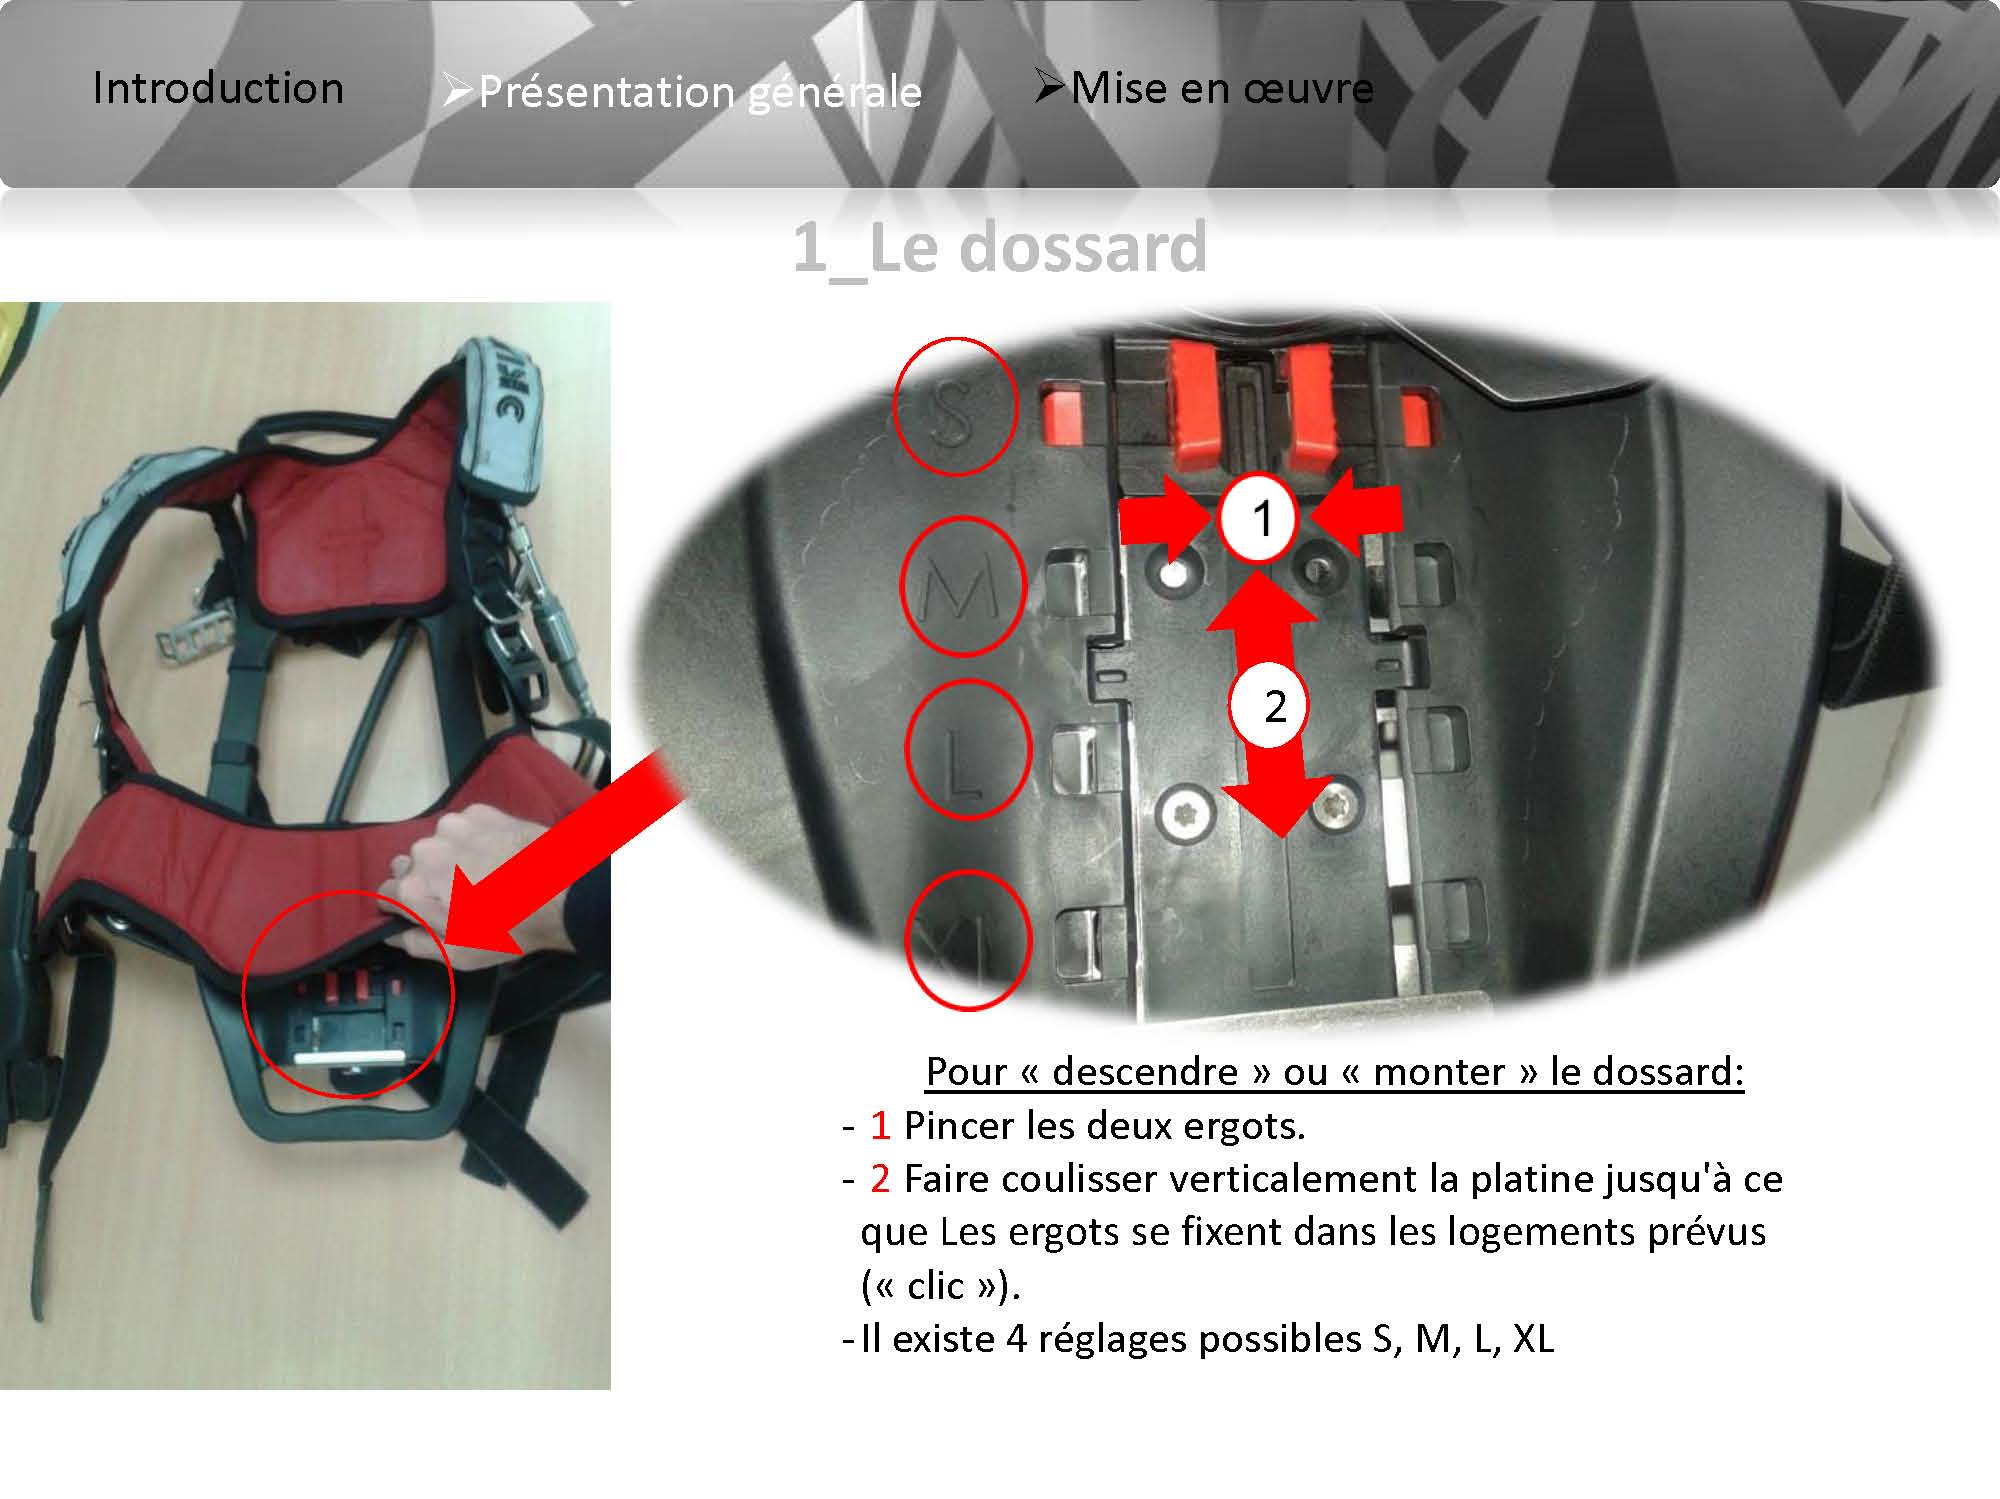 Introduction
➢Présentation générale
➢Mise en œuvre
1_Le dossard
S
M
L
XL
1
2
Pour « descendre » ou « monter » le dossard:
- 1 Pincer les deux ergots.
- 2 Faire coulisser verticalement la platine jusqu'à ce
que Les ergots se fixent dans les logements prévus
(« clic »).
-Il existe 4 réglages possibles S, M, L, XL